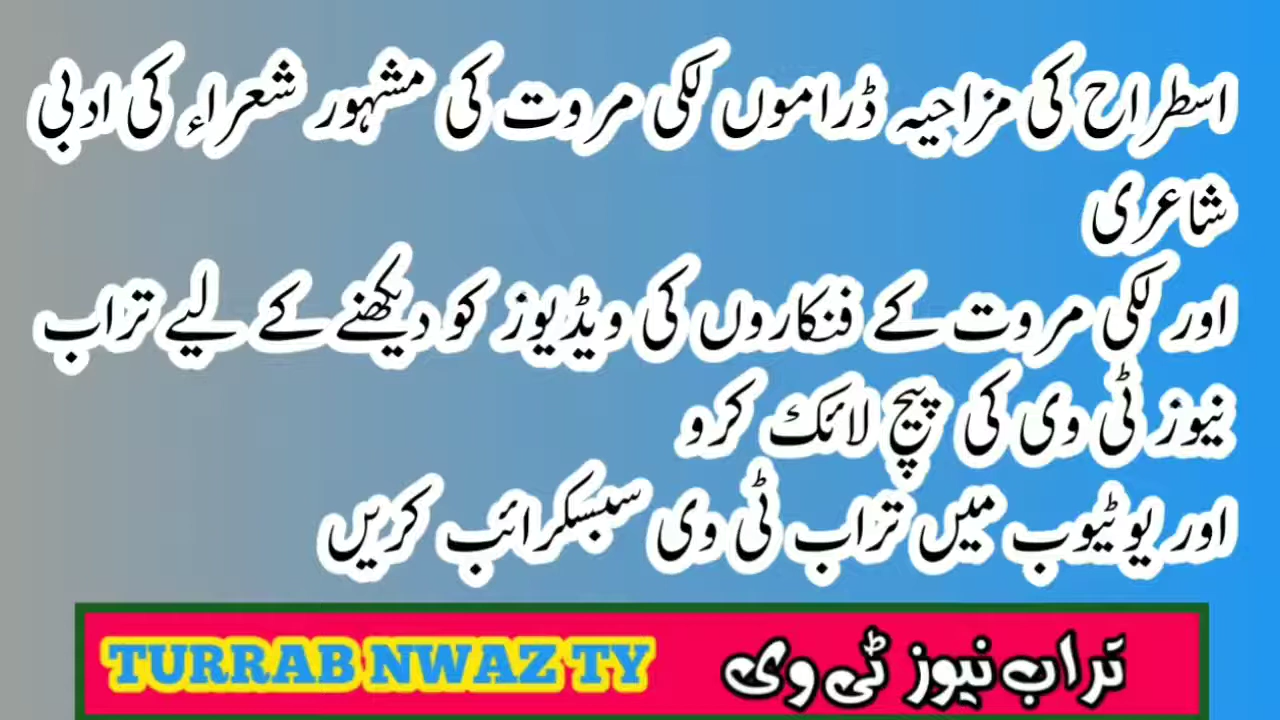 اسطراح کی مزاحیہ ڈراموں لکی مروت کی مشہور شعراء کی ادبی
شاعری
اور لکی مروت کے فنکاروں کی ویڈیوز کو دیکھنے کے لیے تراب
نیوز ٹی وی کی پیچ لائک کرو
اور یوٹیوب میں تراب ٹی وی سبسکرائب کریں
TURRAB NWAZ TY تراب نیوز ٹی وی